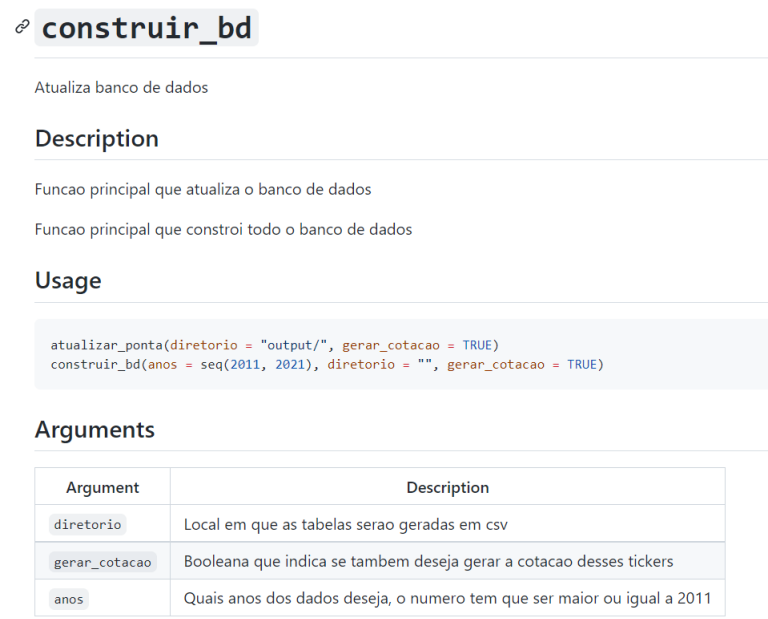 construir_bd
Atualiza banco de dados
Description
Funcao principal que atualiza o banco de dados
Funcao principal que constroi todo o banco de dados
Usage
atualizar_ponta(diretorio = "output/", gerar_cotacao = TRUE)
construir_bd(anos = seq(2011, 2021), diretorio = "", gerar_cotacao = TRUE)
Arguments
Argument Description
diretorio Local em que as tabelas serao geradas em csv
gerar_cotacao Booleana que indica se tambem deseja gerar a cotacao desses tickers
anos Quais anos dos dados deseja, o numero tem que ser maior ou igual a 2011